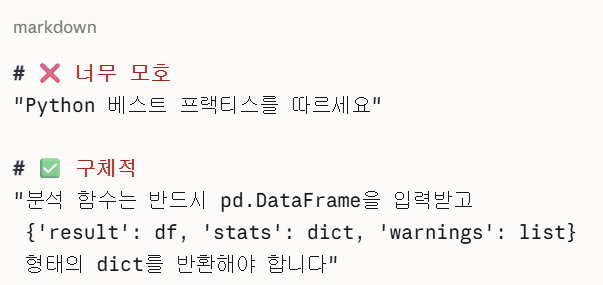 markdown
# ❌ 너무 모호
"Python 베스트 프랙티스를 따르세요"
# ✅ 구체적
"분석 함수는 반드시 pd.DataFrame을 입력받고
{'result': df, 'stats': dict, 'warnings': list}
형태의 dict를 반환해야 합니다"